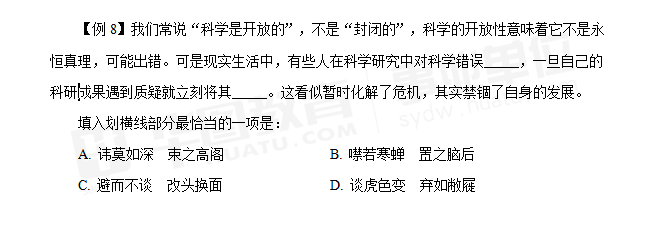 【例 8】我们常说“科学是开放的”，不是“封闭的”，科学的开放性意味着它不是永
恒真理，可能出错。可是现实生活中，有些人在科学研究中对科学错误_____，一旦自己的
科研成果遇到质疑就立刻将其_____。这看似暂时化解了危机，其实禁锢了自身的发展。
填入划横线部分最恰当的一项是：
A. 讳莫如深　束之高阁
B. 噤若寒蝉　置之脑后
C. 避而不谈　改头换面
D. 谈虎色变　弃如敝屣